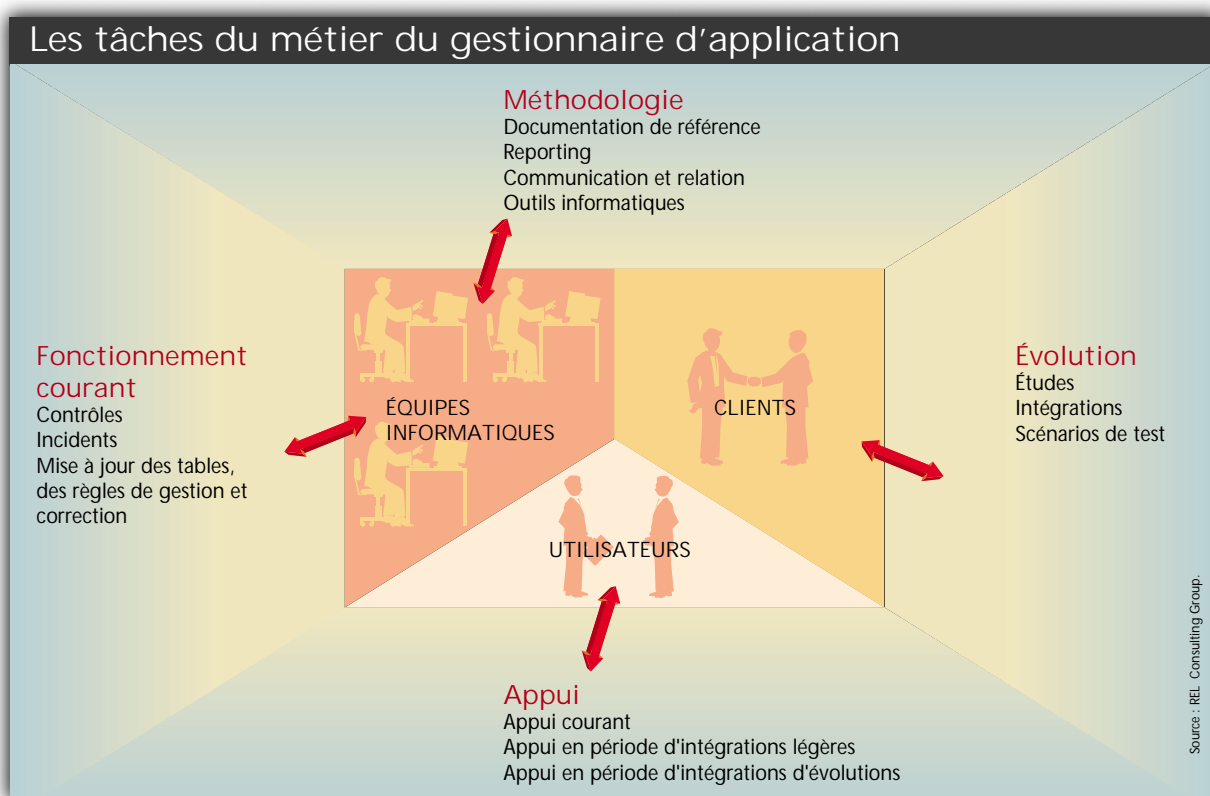 Les tâches du métier du gestionnaire d'application
Méthodologie
Documentation de référence
Reporting
Communication et relation
Outils informatiques
Fonctionnement
courant
Contrôles
Incidents
Mise à jour des tables,
des règles de gestion et
correction
ÉQUIPES
INFORMATIQUES
CLIENTS
UTILISATEURS
Évolution
Études
Intégrations
Scénarios de test
Appui
Appui courant
Appui en période d'intégrations légères
Appui en période d'intégrations d'évolutions
Source : REL Consulting Group.